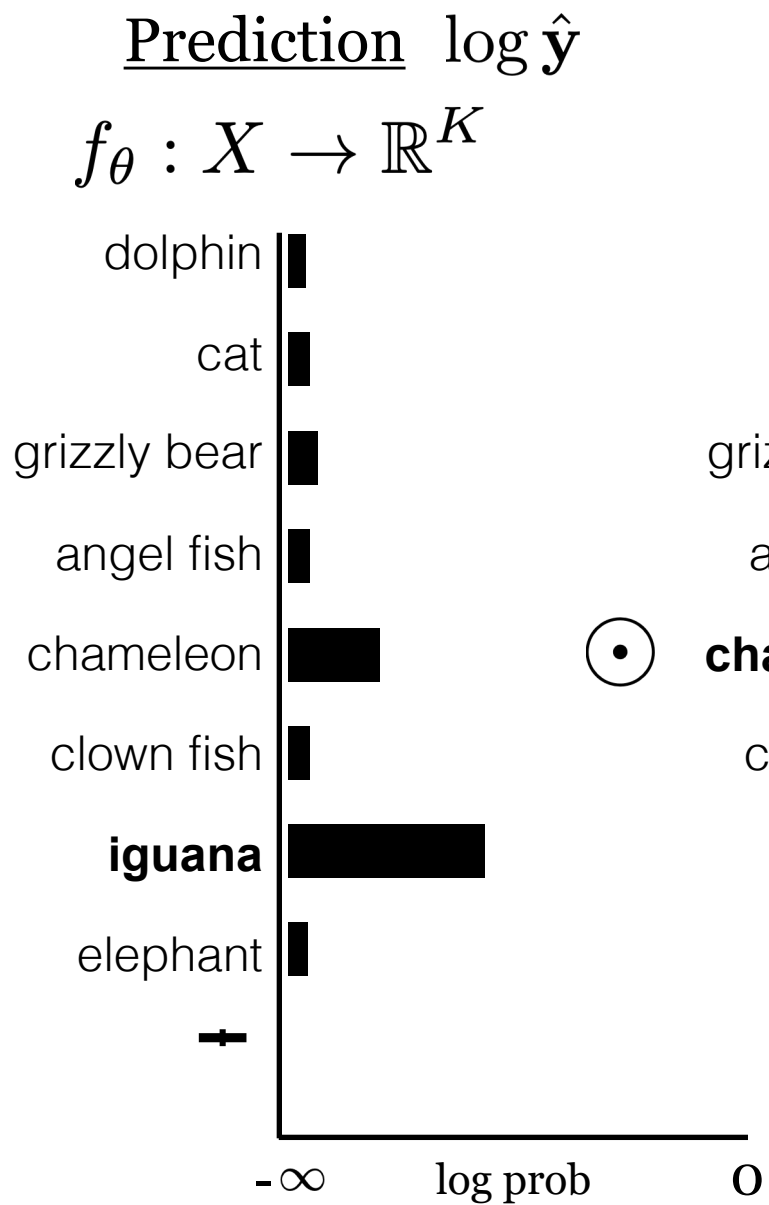 Prediction log ŷ
f_θ : X → ℝ^K
dolphin
cat
grizzly bear
angel fish
chameleon
clown fish
iguana
elephant
-∞ log prob 0